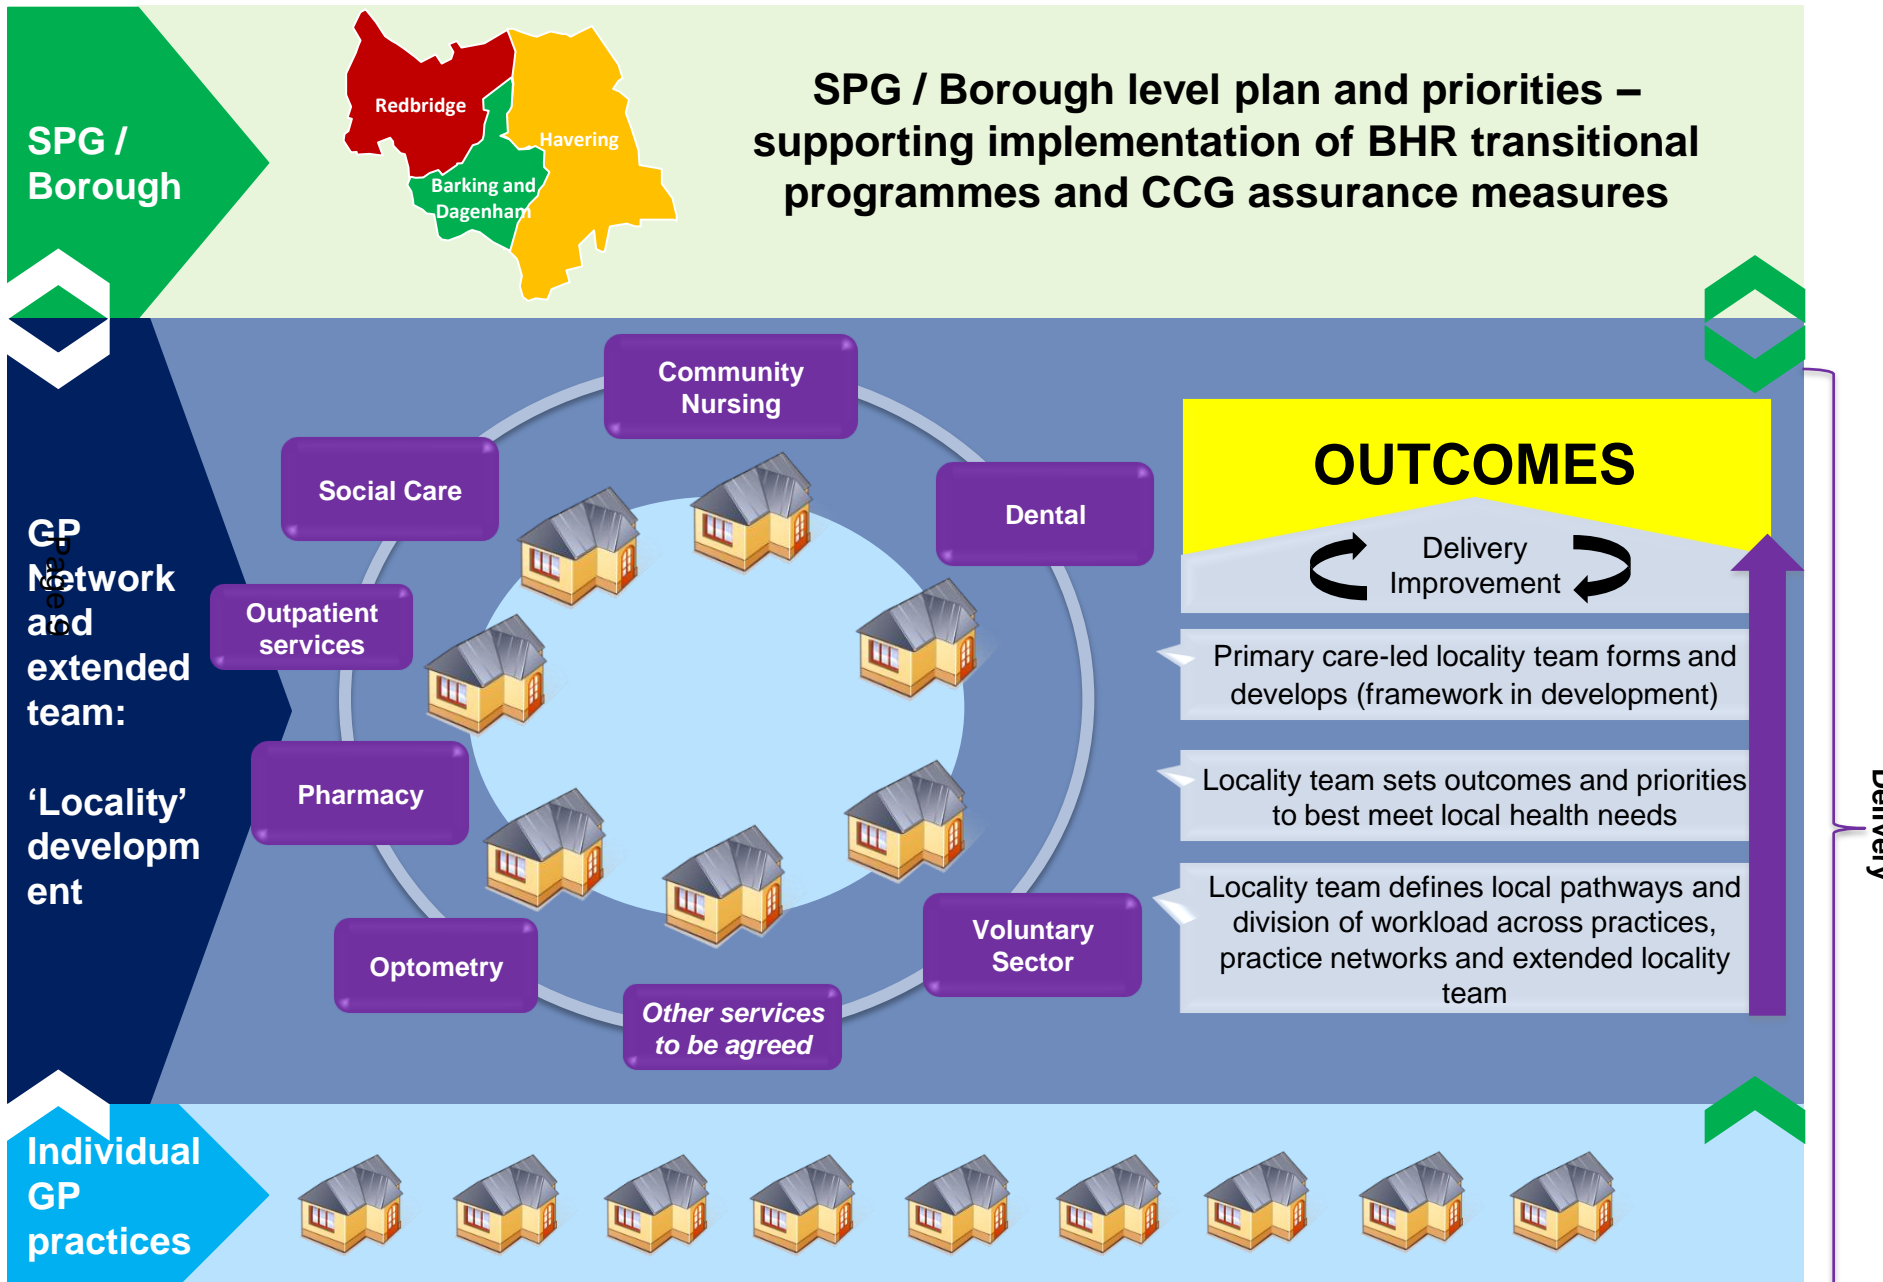 SPG /
Borough
Redbridge
Havering
Barking and
Dagenham
SPG / Borough level plan and priorities –
supporting implementation of BHR transitional
programmes and CCG assurance measures
GP
Network
and
extended
team:
‘Locality’
developm
ent
Page 9
Community
Nursing
Social Care
Dental
Outpatient
services
Pharmacy
Optometry
Voluntary
Sector
Other services
to be agreed
OUTCOMES
Delivery
Improvement
Primary care-led locality team forms and
develops (framework in development)
Locality team sets outcomes and priorities
to best meet local health needs
Locality team defines local pathways and
division of workload across practices,
practice networks and extended locality
team
Delivery
Individual
GP
practices